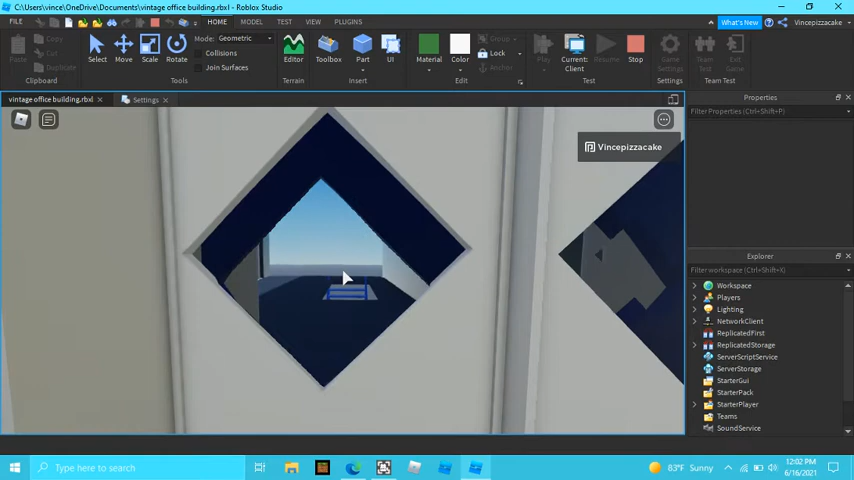 C:\Users\vince\OneDrive\Documents\vintage office building.rbxl - Roblox Studio
FILE HOME MODEL TEST VIEW PLUGINS What's New Vincepizzacake
Paste Copy Cut Duplicate Clipboard
Select Move Scale Rotate Mode: Geometric Collisions Join Surfaces Tools
Editor Terrain
Toolbox Part UI Insert
Material Color Group Lock Anchor Edit
Play Current: Client Resume Stop Test
Game Settings Settings
Team Test Exit Game Team Test
vintage office building.rbxl Settings
Vincepizzacake
Properties
Filter Properties (Ctrl+Shift+P)
Explorer
Filter workspace (Ctrl+Shift+X)
Workspace
Players
Lighting
NetworkClient
ReplicatedFirst
ReplicatedStorage
ServerScriptService
ServerStorage
StarterGui
StarterPack
StarterPlayer
Teams
SoundService
Type here to search
83°F Sunny
12:02 PM
6/16/2021